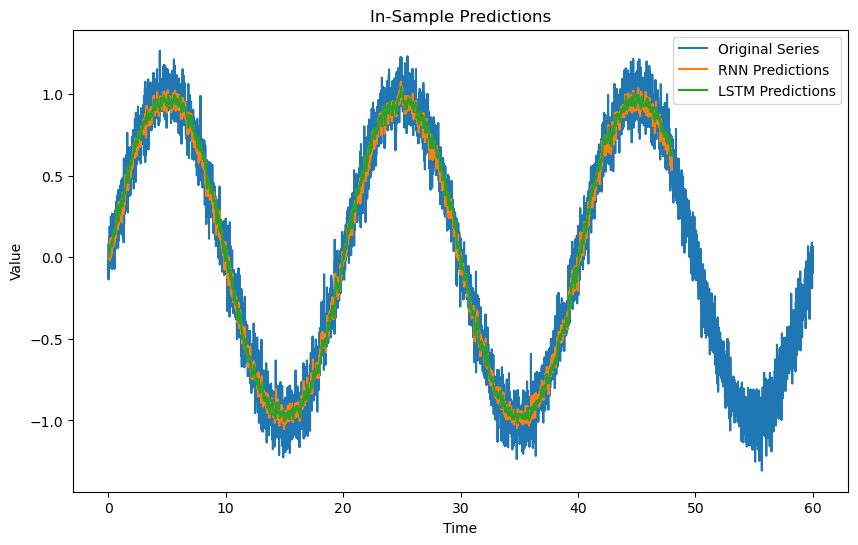 In-Sample Predictions
Original Series
RNN Predictions
LSTM Predictions
1.0
0.5
0.0
−0.5
−1.0
Value
0 10 20 30 40 50 60
Time